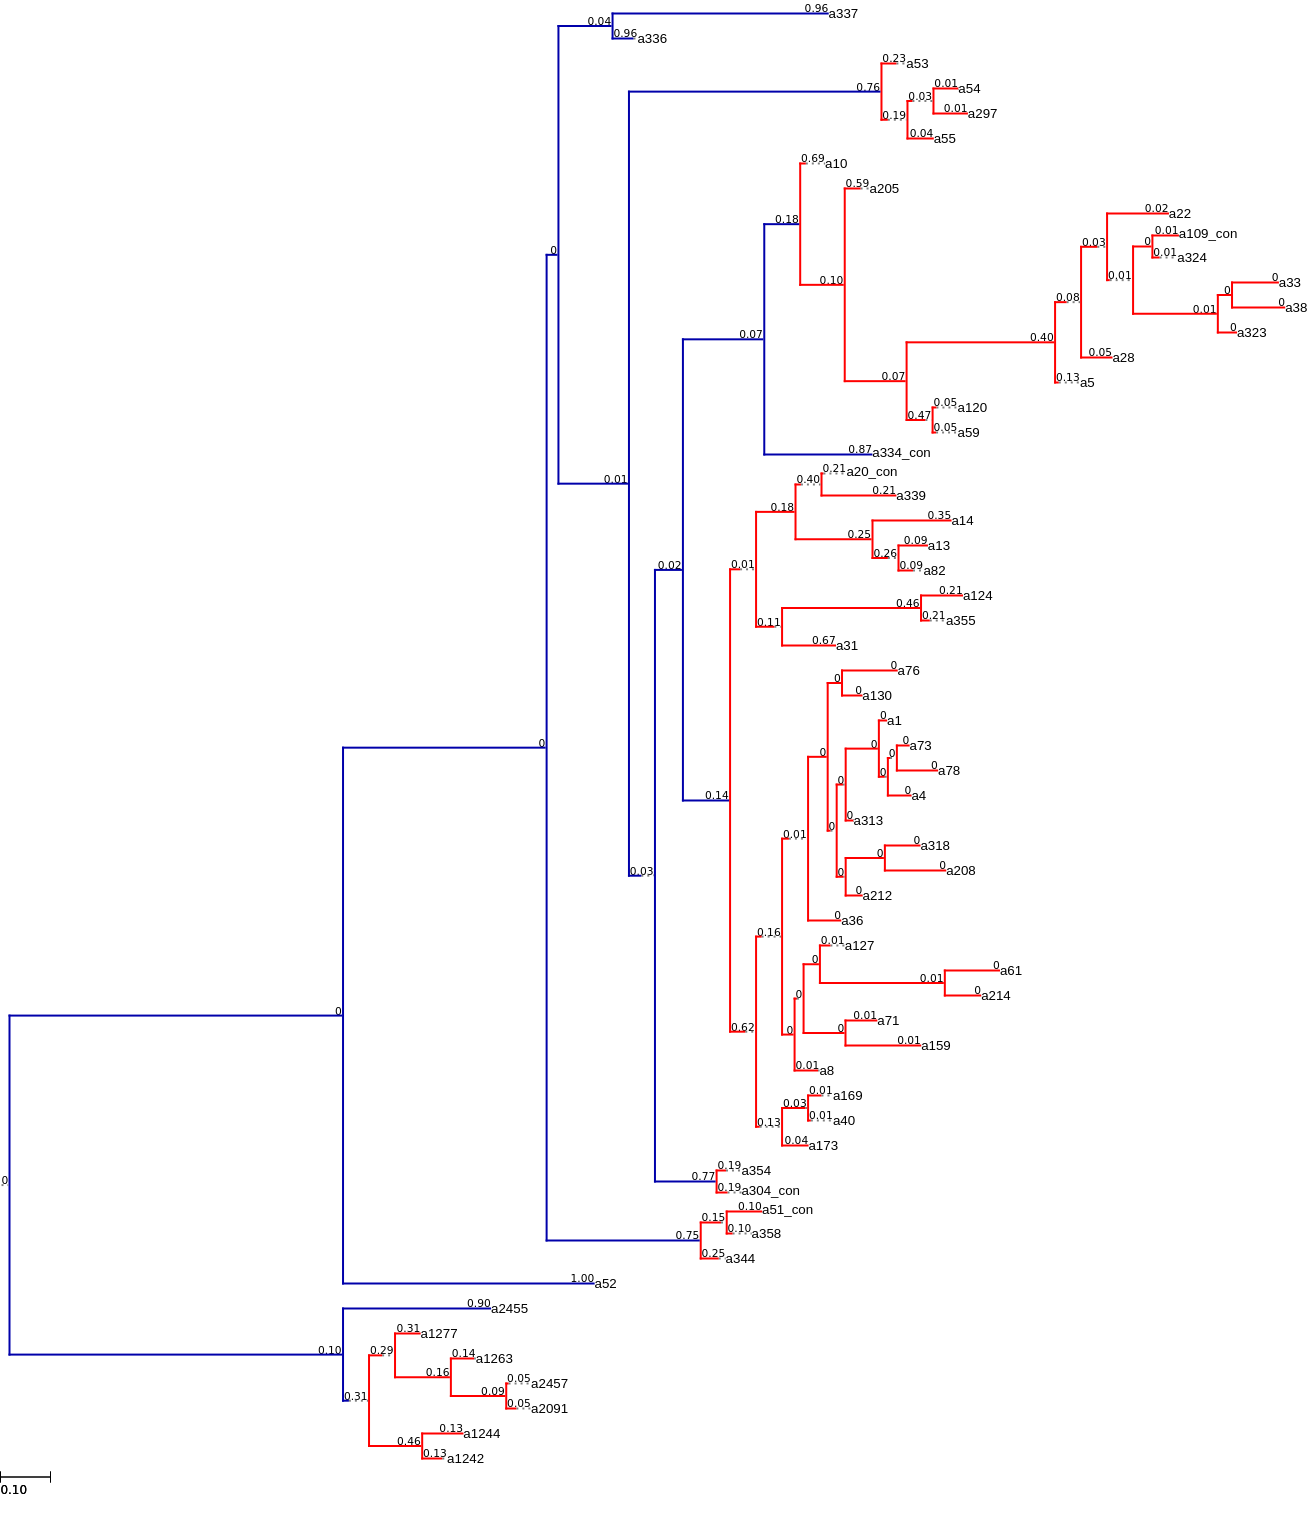 0.96 a337
0.04
0.96 a336
0.23 a53
0.76
0.01 a54
0.03
0.01 a297
0.19
0.04 a55
0.69 a10
0.59 a205
0.18
0.02 a22
0.01 a109_con
0
0.03
0.01 a324
0.01
0 a33
0
0 a38
0.01
0 a323
0.08
0.10
0.40
0.05 a28
0.07
0.07
0.13 a5
0.05 a120
0.47
0.05 a59
0
0.87 a334_con
0.21 a20_con
0.40
0.01
0.21 a339
0.18
0.35 a14
0.25
0.09 a13
0.26
0.09 a82
0.02
0.01
0.21 a124
0.46
0.11
0.21 a355
0.67 a31
0 a76
0
0 a130
0 a1
0
0
0
0 a73
0
0 a78
0
0
0 a4
0.14
0 a313
0
0.01
0 a318
0
0 a208
0.03
0
0 a212
0 a36
0.16
0.01 a127
0
0 a61
0.01
0
0 a214
0
0.01 a71
0
0
0.62
0.01 a159
0.01 a8
0.01 a169
0.03
0.13
0.01 a40
0.04 a173
0
0.19 a354
0.77
0.19 a304_con
0.10 a51_con
0.15
0.75
0.10 a358
0.25 a344
1.00 a52
0.90 a2455
0.31 a1277
0.10
0.29
0.14 a1263
0.16
0.05 a2457
0.09
0.31
0.05 a2091
0.13 a1244
0.46
0.13 a1242
0.10